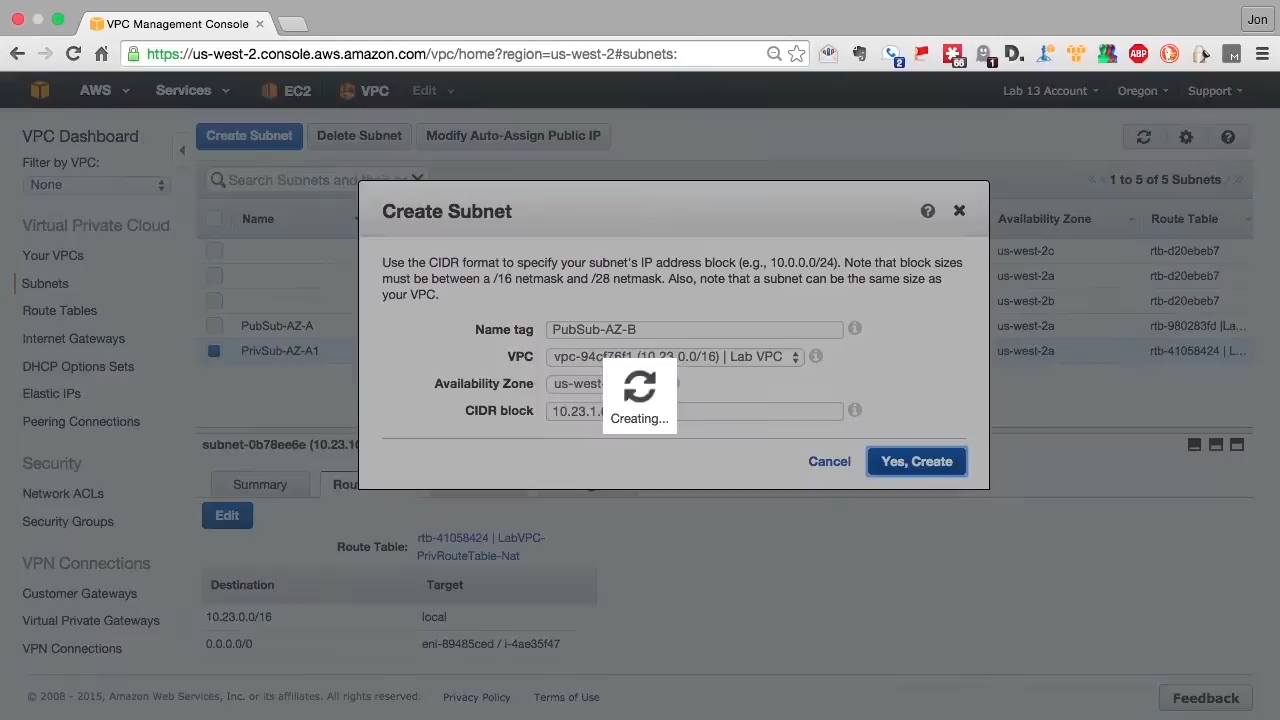 VPC Management Console
Jon
https://us-west-2.console.aws.amazon.com/vpc/home?region=us-west-2#subnets:
2
66
1
D.
ABP
M
AWS
Services
EC2
VPC
Edit
Lab 13 Account
Oregon
Support
VPC Dashboard
Filter by VPC:
None
Virtual Private Cloud
Your VPCs
Subnets
Route Tables
Internet Gateways
DHCP Options Sets
Elastic IPs
Peering Connections
Security
Network ACLs
Security Groups
VPN Connections
Customer Gateways
Virtual Private Gateways
VPN Connections
Create Subnet
Delete Subnet
Modify Auto-Assign Public IP
Search Subnets and their
1 to 5 of 5 Subnets
Name
Availability Zone
Route Table
us-west-2c
rtb-d20ebeb7
us-west-2a
rtb-d20ebeb7
us-west-2b
rtb-d20ebeb7
PubSub-AZ-A
us-west-2a
rtb-980283fd |La...
PrivSub-AZ-A1
us-west-2a
rtb-41058424 | L...
Create Subnet
Use the CIDR format to specify your subnet's IP address block (e.g., 10.0.0.0/24). Note that block sizes
must be between a /16 netmask and /28 netmask. Also, note that a subnet can be the same size as
your VPC.
Name tag
PubSub-AZ-B
VPC
vpc-94cf76f1 (10.23.0.0/16) | Lab VPC
Availability Zone
us-west-
CIDR block
10.23.1.
Creating...
Cancel
Yes, Create
subnet-0b78ee6e (10.23.10
Summary
Rou
Edit
Route Table:
rtb-41058424 | LabVPC-
PrivRouteTable-Nat
Destination
Target
10.23.0.0/16
local
0.0.0.0/0
eni-89485ced / i-4ae35f47
© 2008 - 2015, Amazon Web Services, Inc. or its affiliates. All rights reserved.
Privacy Policy
Terms of Use
Feedback